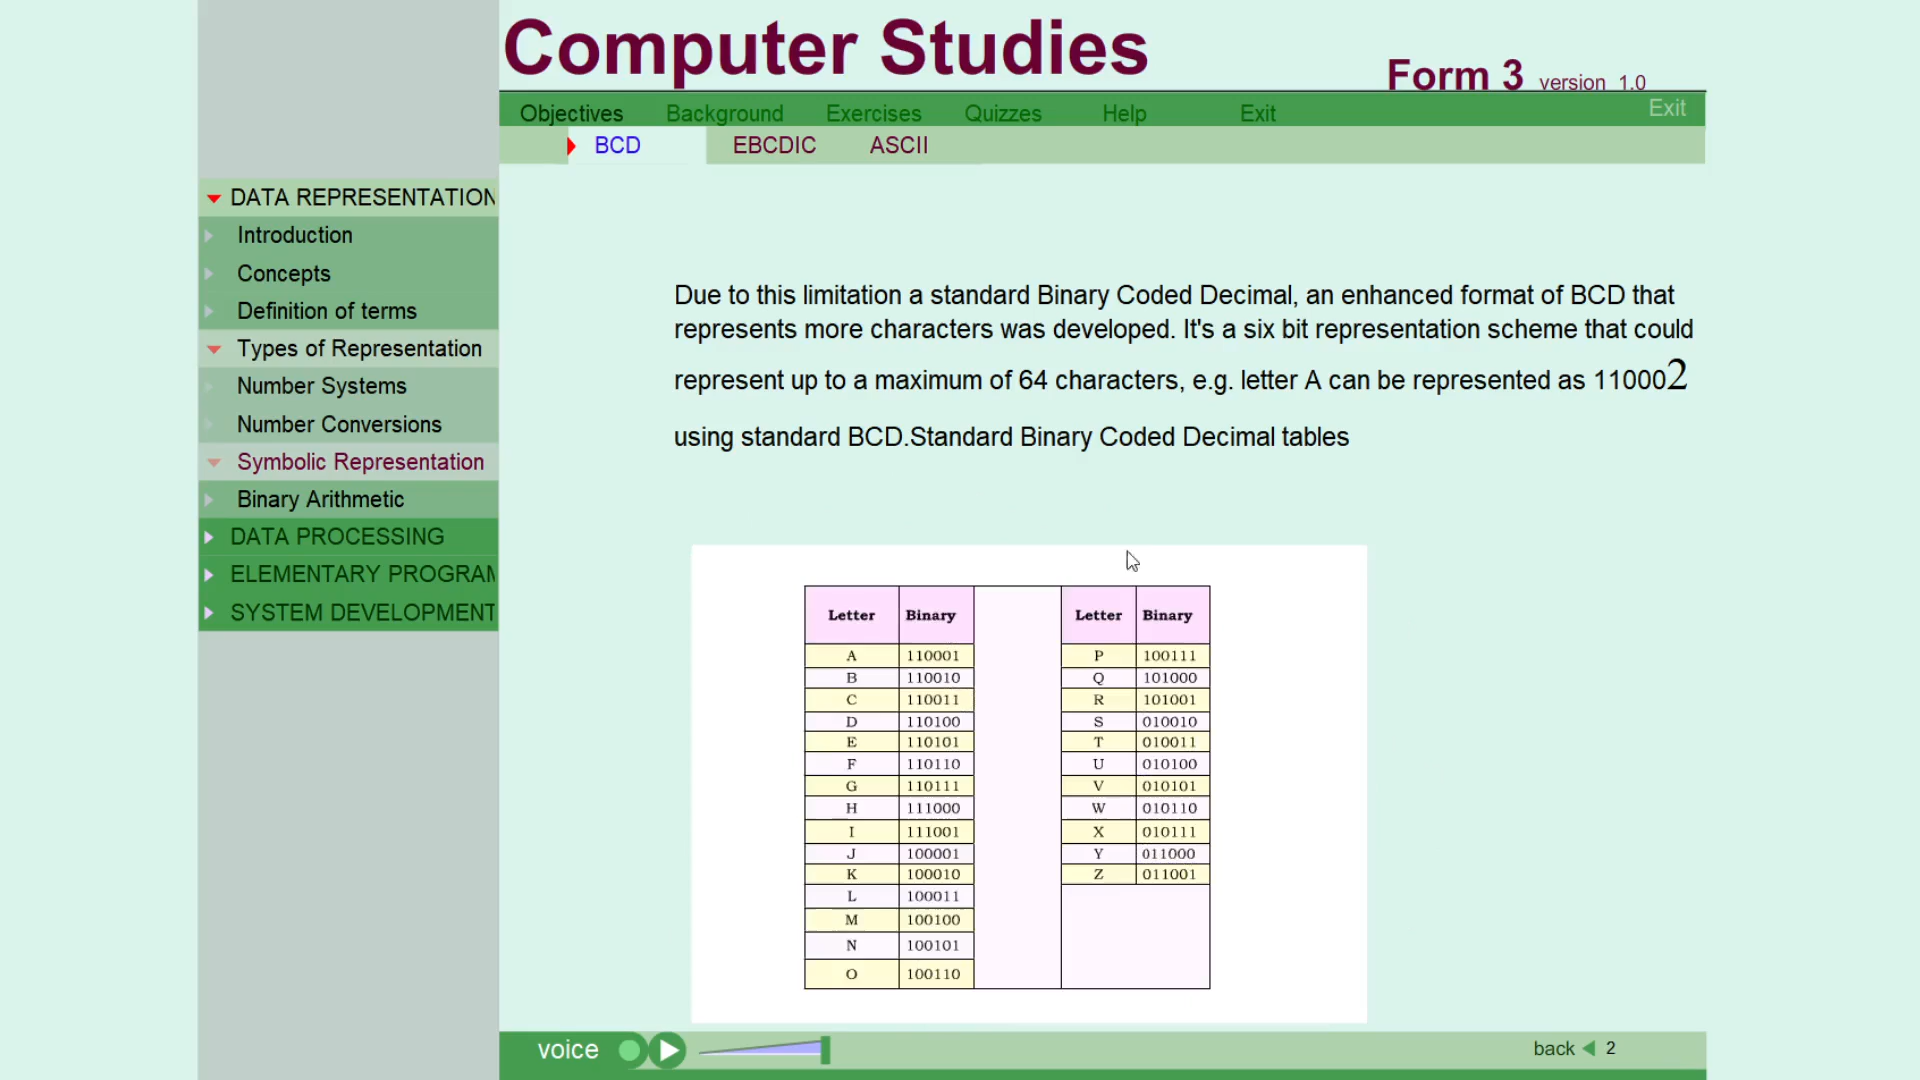 Computer Studies
Form 3 version 1.0
Objectives Background Exercises Quizzes Help Exit Exit
BCD EBCDIC ASCII
DATA REPRESENTATION
Introduction
Concepts
Definition of terms
Types of Representation
Number Systems
Number Conversions
Symbolic Representation
Binary Arithmetic
DATA PROCESSING
ELEMENTARY PROGRAM
SYSTEM DEVELOPMENT
Due to this limitation a standard Binary Coded Decimal, an enhanced format of BCD that
represents more characters was developed. It's a six bit representation scheme that could
represent up to a maximum of 64 characters, e.g. letter A can be represented as 110002
using standard BCD.Standard Binary Coded Decimal tables
Letter Binary Letter Binary
A 110001 P 100111
B 110010 Q 101000
C 110011 R 101001
D 110100 S 010010
E 110101 T 010011
F 110110 U 010100
G 110111 V 010101
H 111000 W 010110
I 111001 X 010111
J 100001 Y 011000
K 100010 Z 011001
L 100011
M 100100
N 100101
O 100110
voice back 2